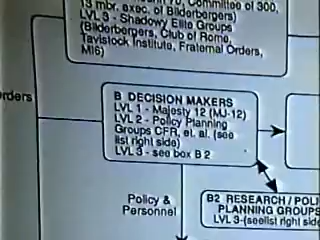 Committee of 300,
13 mbr. exec. of Bilderbergers)
LVL 3 - Shadowy Elite Groups
(Bilderbergers, Club of Rome,
Tavistock Institute, Fraternal Orders,
MI6)
rders
B DECISION MAKERS
LVL 1 - Majesty 12 (MJ-12)
LVL 2 - Policy Planning
Groups CFR, et. al. (see
list right side)
LVL 3 - see box B 2
Policy &
Personnel
B2 RESEARCH / POLI
PLANNING GROUPS
LVL 3-(seelist right side